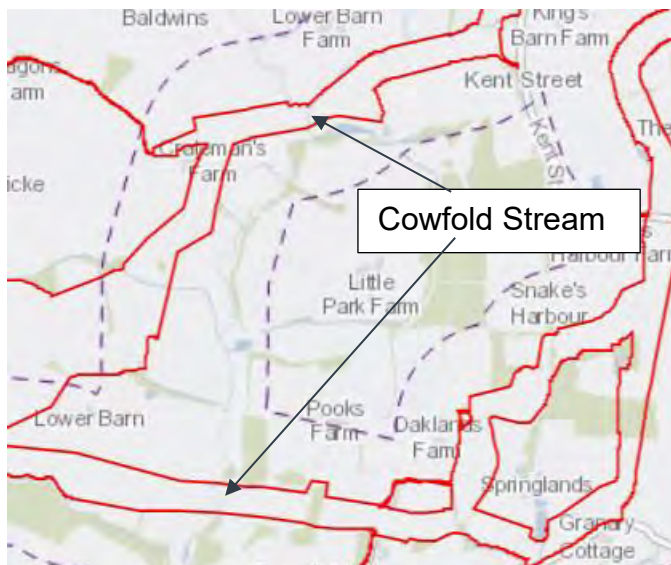 Baldwins
Lower Barn
Farm
King's
Barn Farm
Kent Street
Kent St
Farm
Cowfold Stream
Little
Park Farm
Snake's
Harbour
Lower Barn
Pooks
Farm
Oaklands
Farm
Springlands
Granary
Cottage